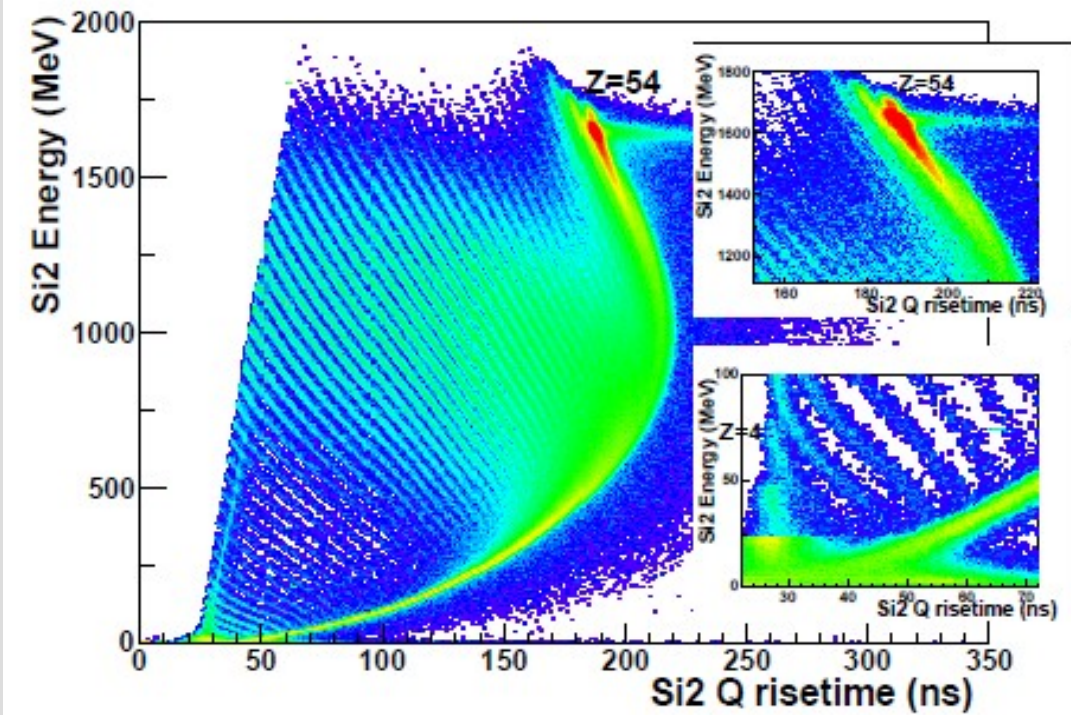 Si2 Energy (MeV)
2000
1500
1000
500
0
0 50 100 150 200 250 300 350
Si2 Q risetime (ns)
Z=54
Si2 Energy (MeV)
1800
1600
1400
1200
Z=54
160 180 200 220
Si2 Q risetime (ns)
Si2 Energy (MeV)
100
50
0
Z=4
30 40 50 60 70
Si2 Q risetime (ns)